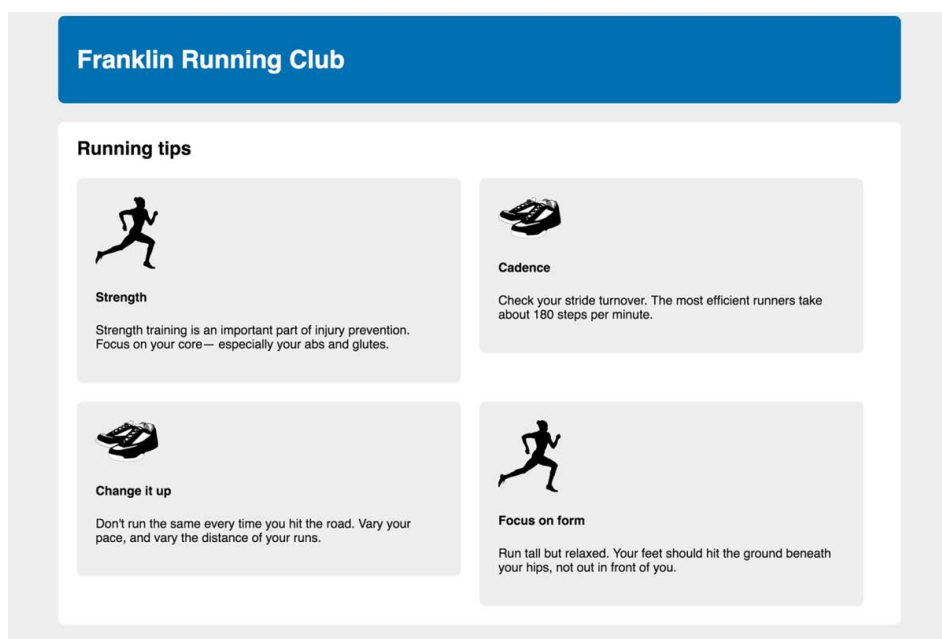 Franklin Running Club
Running tips
Strength
Strength training is an important part of injury prevention.
Focus on your core— especially your abs and glutes.
Cadence
Check your stride turnover. The most efficient runners take
about 180 steps per minute.
Change it up
Don't run the same every time you hit the road. Vary your
pace, and vary the distance of your runs.
Focus on form
Run tall but relaxed. Your feet should hit the ground beneath
your hips, not out in front of you.